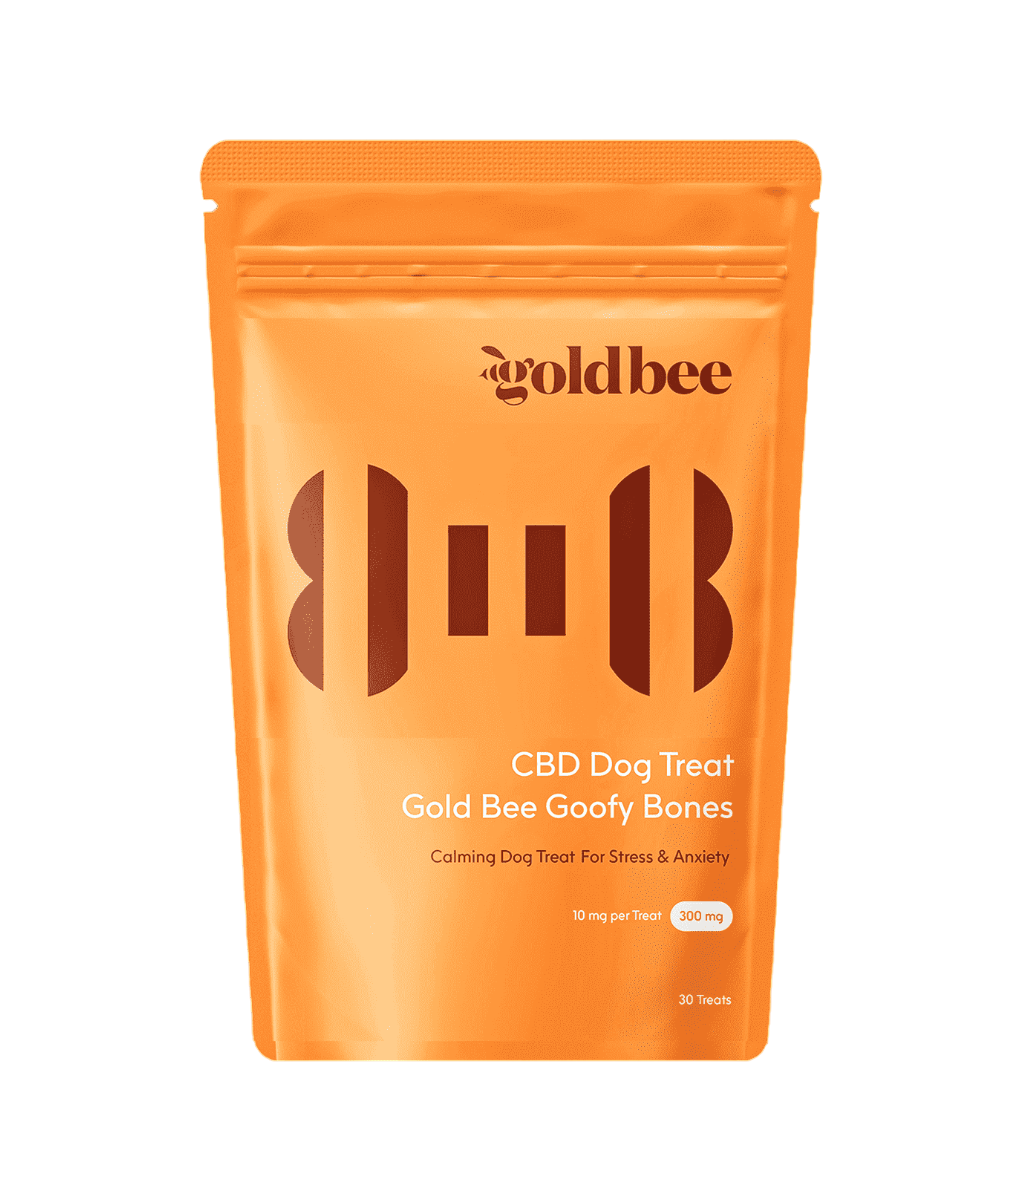 goldbee
CBD Dog Treat
Gold Bee Goofy Bones
Calming Dog Treat For Stress & Anxiety
10 mg per Treat 300 mg
30 Treats